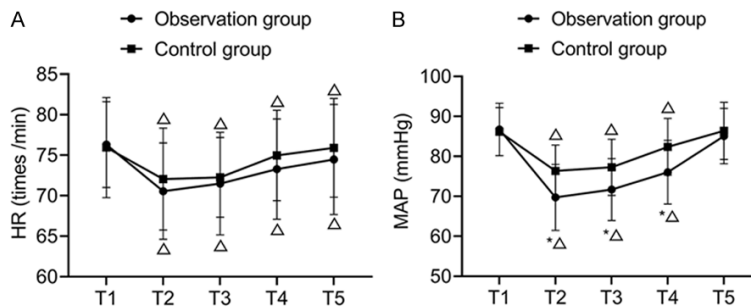 A
Observation group
Control group
HR (times /min)
85
80
75
70
65
60
△ △ △ △
△ △ △ △
T1 T2 T3 T4 T5
B
Observation group
Control group
MAP (mmHg)
100
90
80
70
60
50
△ △ △
*△ *△ *△
T1 T2 T3 T4 T5